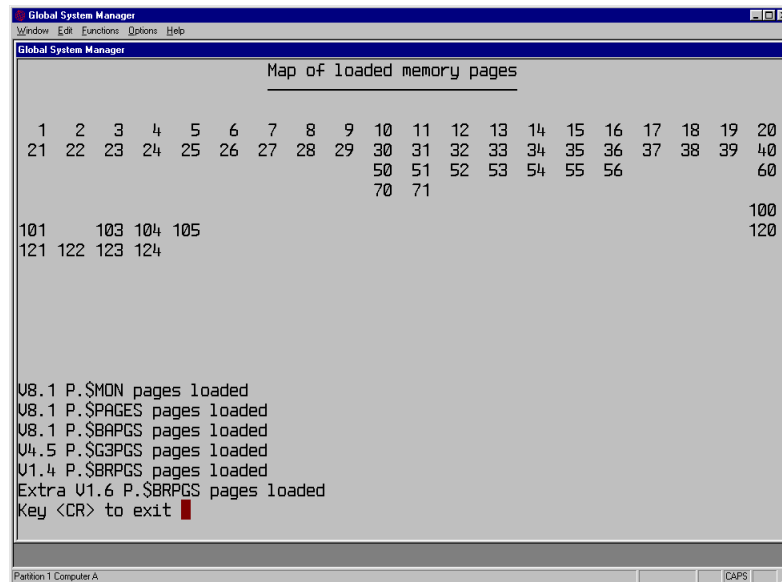 Global System Manager
Window Edit Functions Options Help
Global System Manager
Map of loaded memory pages
1 2 3 4 5 6 7 8 9 10 11 12 13 14 15 16 17 18 19 20
21 22 23 24 25 26 27 28 29 30 31 32 33 34 35 36 37 38 39 40
50 51 52 53 54 55 56 60
70 71
100
101 103 104 105 120
121 122 123 124
V8.1 P.$MON pages loaded
V8.1 P.$PAGES pages loaded
V8.1 P.$BAPGS pages loaded
V4.5 P.$G3PGS pages loaded
V1.4 P.$BRPGS pages loaded
Extra V1.6 P.$BRPGS pages loaded
Key <CR> to exit
Partition 1 Computer A
CAPS